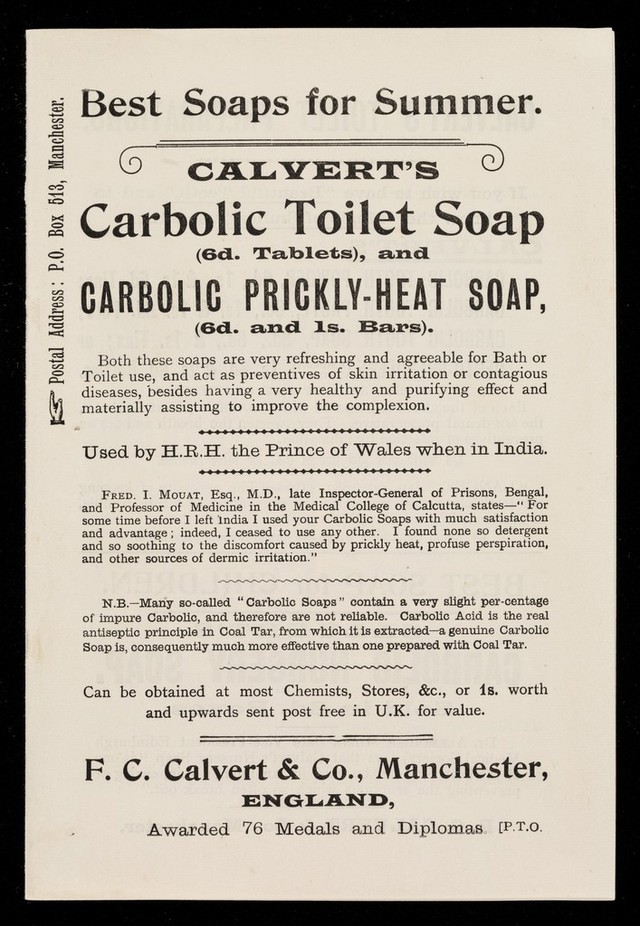 Best Soaps for Summer.
CALVERT'S
Carbolic Toilet Soap
(6d. Tablets), and
CARBOLIC PRICKLY-HEAT SOAP,
(6d. and 1s. Bars).
Both these soaps are very refreshing and agreeable for Bath or
Toilet use, and act as preventives of skin irritation or contagious
diseases, besides having a very healthy and purifying effect and
materially assisting to improve the complexion.
Used by H.R.H. the Prince of Wales when in India.
FRED. I. MOUAT, Esq., M.D., late Inspector-General of Prisons, Bengal,
and Professor of Medicine in the Medical College of Calcutta, states—"For
some time before I left India I used your Carbolic Soaps with much satisfaction
and advantage; indeed, I ceased to use any other. I found none so detergent
and so soothing to the discomfort caused by prickly heat, profuse perspiration,
and other sources of dermic irritation."
N.B.—Many so-called "Carbolic Soaps" contain a very slight per-centage
of impure Carbolic, and therefore are not reliable. Carbolic Acid is the real
antiseptic principle in Coal Tar, from which it is extracted—a genuine Carbolic
Soap is, consequently much more effective than one prepared with Coal Tar.
Can be obtained at most Chemists, Stores, &c., or 1s. worth
and upwards sent post free in U.K. for value.
F. C. Calvert & Co., Manchester,
ENGLAND,
Awarded 76 Medals and Diplomas [P.T.O.
Postal Address: P.O. Box 513, Manchester.